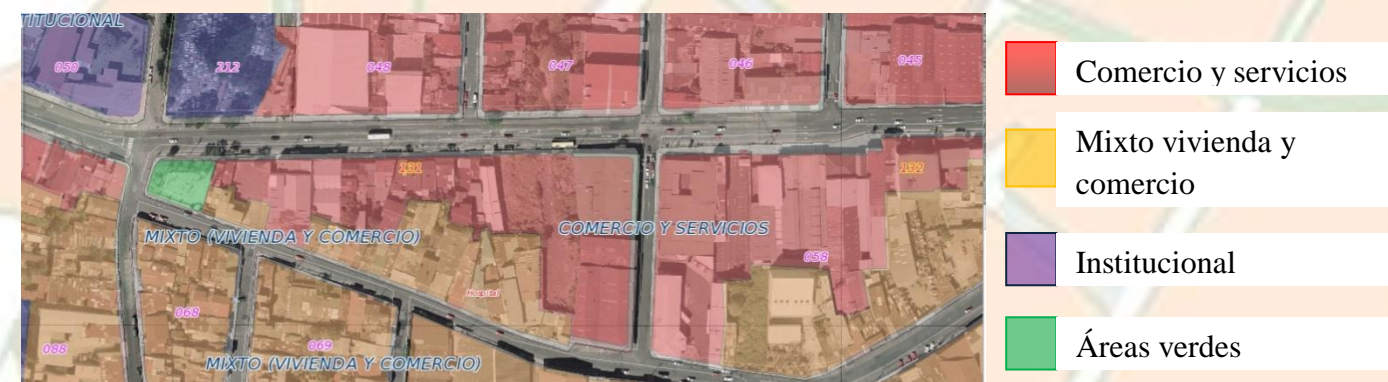 TITUCIONAL
050
212
048
047
046
045
131
132
MIXTO (VIVIENDA Y COMERCIO)
COMERCIO Y SERVICIOS
058
Hospital
068
069
088
MIXTO (VIVIENDA Y COMERCIO)
Comercio y servicios
Mixto vivienda y
comercio
Institucional
Áreas verdes